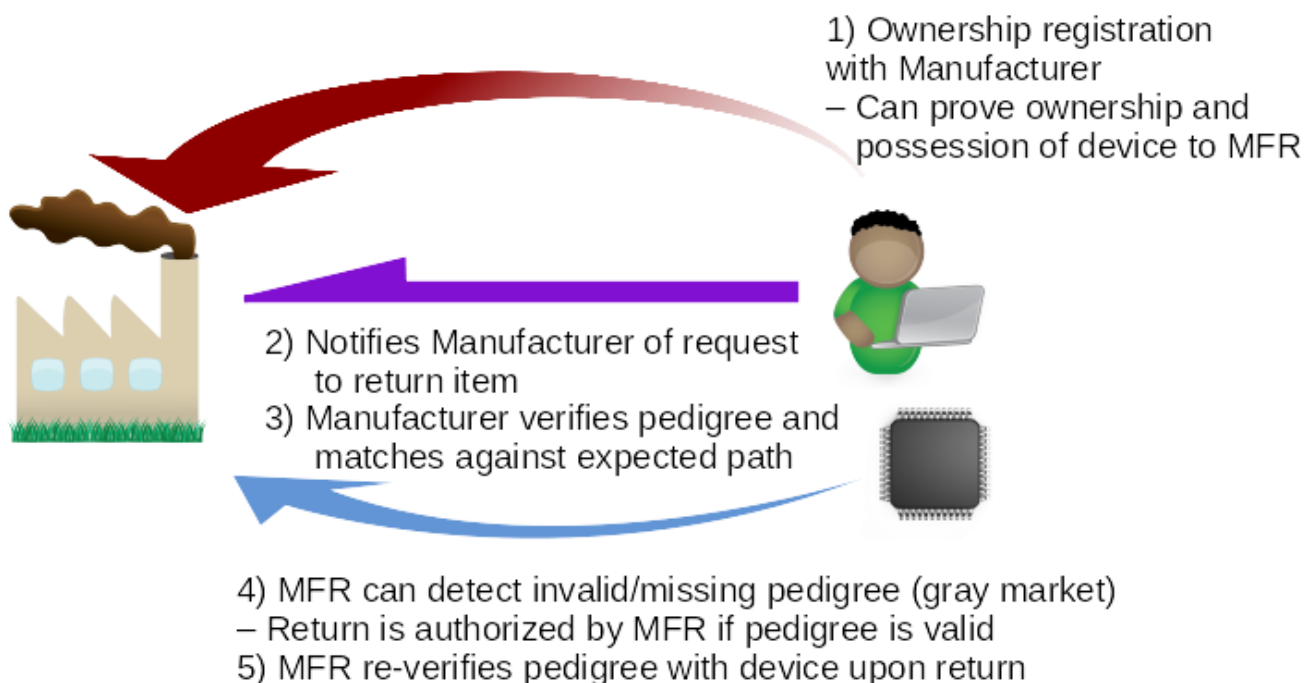 1) Ownership registration
with Manufacturer
– Can prove ownership and
possession of device to MFR
2) Notifies Manufacturer of request
to return item
3) Manufacturer verifies pedigree and
matches against expected path
4) MFR can detect invalid/missing pedigree (gray market)
– Return is authorized by MFR if pedigree is valid
5) MFR re-verifies pedigree with device upon return